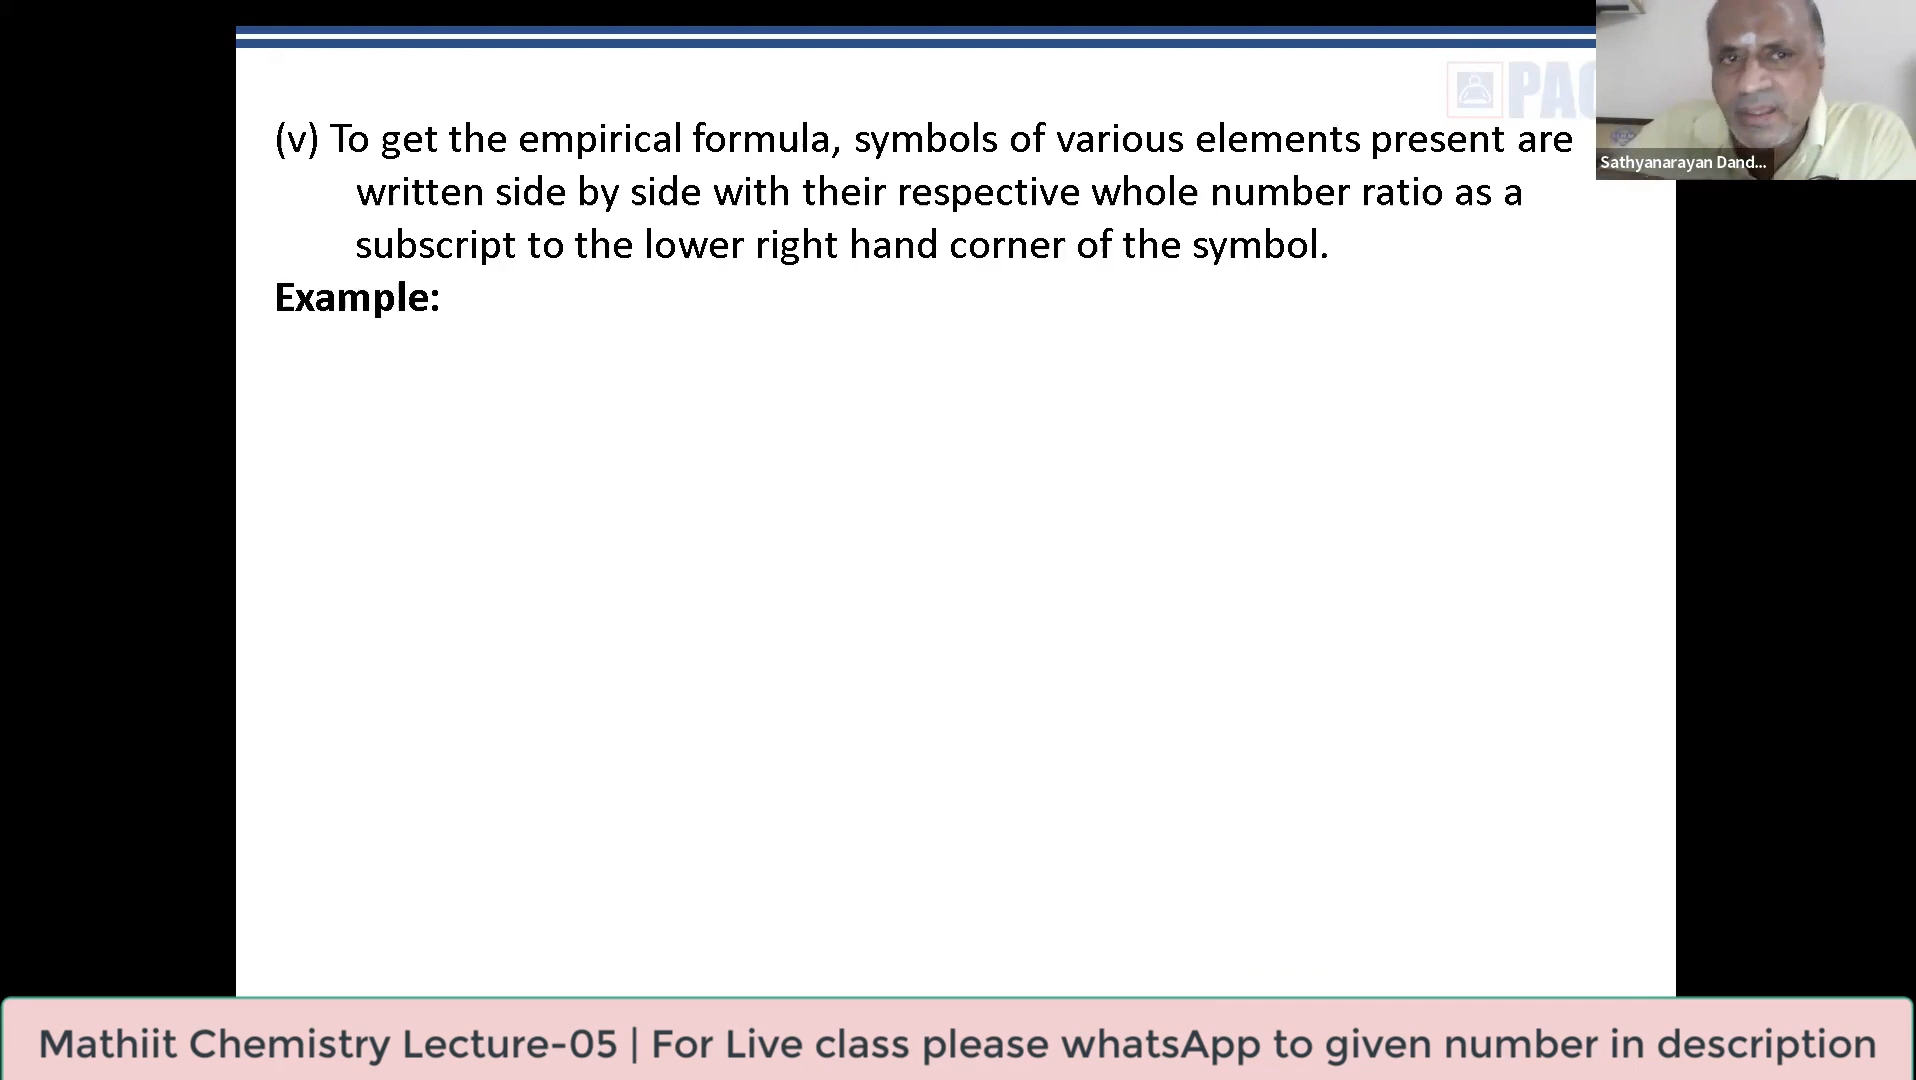 PAC
(v) To get the empirical formula, symbols of various elements present are
written side by side with their respective whole number ratio as a
subscript to the lower right hand corner of the symbol.
Example:
Sathyanarayan Dand...
Mathiit Chemistry Lecture-05 | For Live class please whatsApp to given number in description